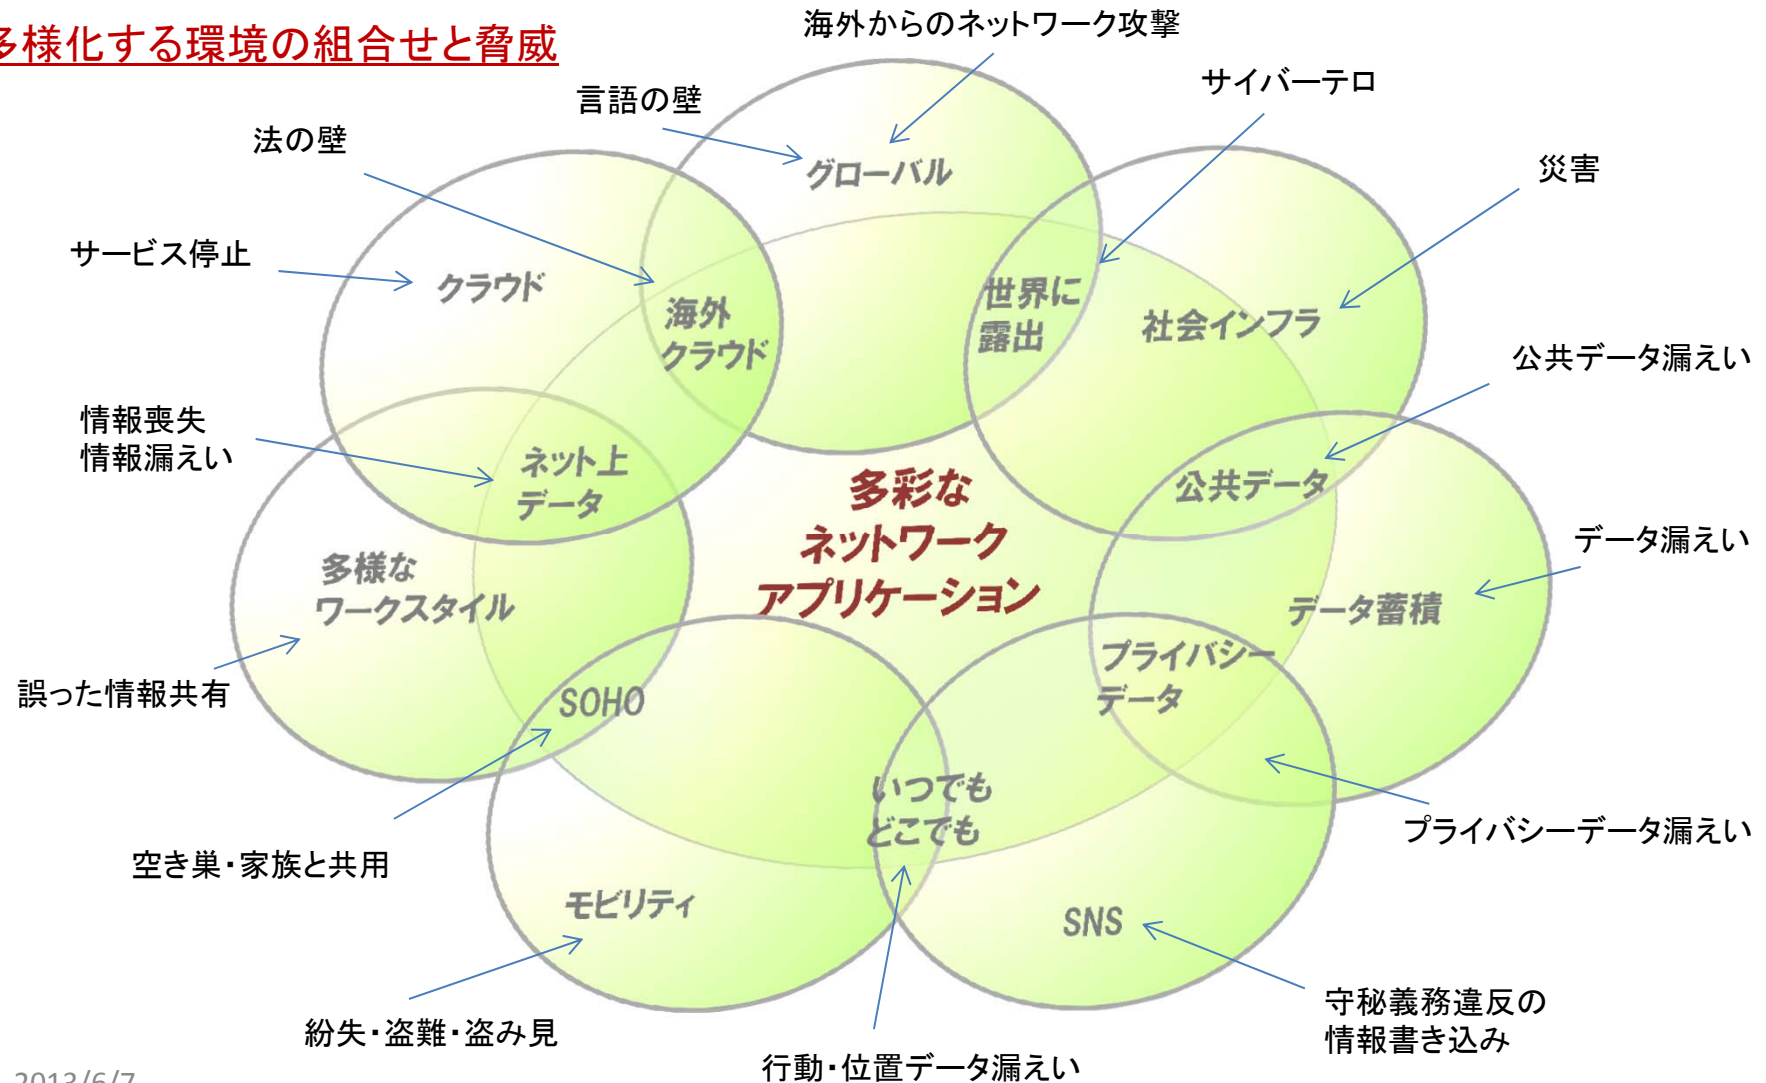 多様化する環境の組合せと脅威
海外からのネットワーク攻撃
サイバーテロ
言語の壁
法の壁
災害
グローバル
サービス停止
クラウド
海外
クラウド
世界に
露出
社会インフラ
公共データ漏えい
情報喪失
情報漏えい
ネット上
データ
公共データ
多彩な
ネットワーク
アプリケーション
データ漏えい
多様な
ワークスタイル
データ蓄積
プライバシー
データ
誤った情報共有
SOHO
いつでも
どこでも
プライバシーデータ漏えい
空き巣・家族と共用
モビリティ
SNS
紛失・盗難・盗み見
守秘義務違反の
情報書き込み
行動・位置データ漏えい
2013/6/7